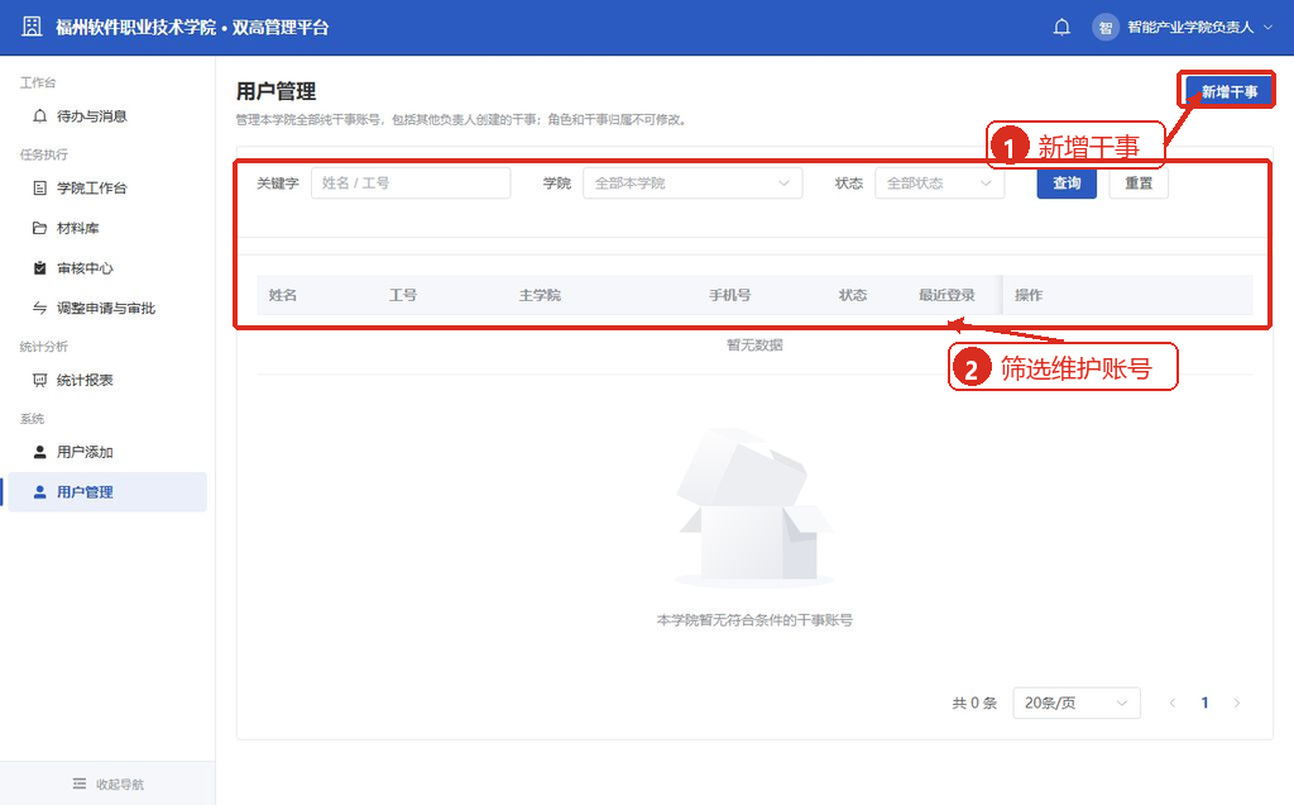 福州软件职业技术学院 • 双高管理平台
智 智能产业学院负责人
工作台
待办与消息
任务执行
学院工作台
材料库
审核中心
调整申请与审批
统计分析
统计报表
系统
用户添加
用户管理
收起导航
用户管理
新增干事
管理本学院全部纯干事账号，包括其他负责人创建的干事；角色和干事归属不可修改。
1 新增干事
关键字 姓名 / 工号 学院 全部本学院 状态 全部状态 查询 重置
姓名 工号 主学院 手机号 状态 最近登录 操作
暂无数据
2 筛选维护账号
本学院暂无符合条件的干事账号
共 0 条 20条/页 1